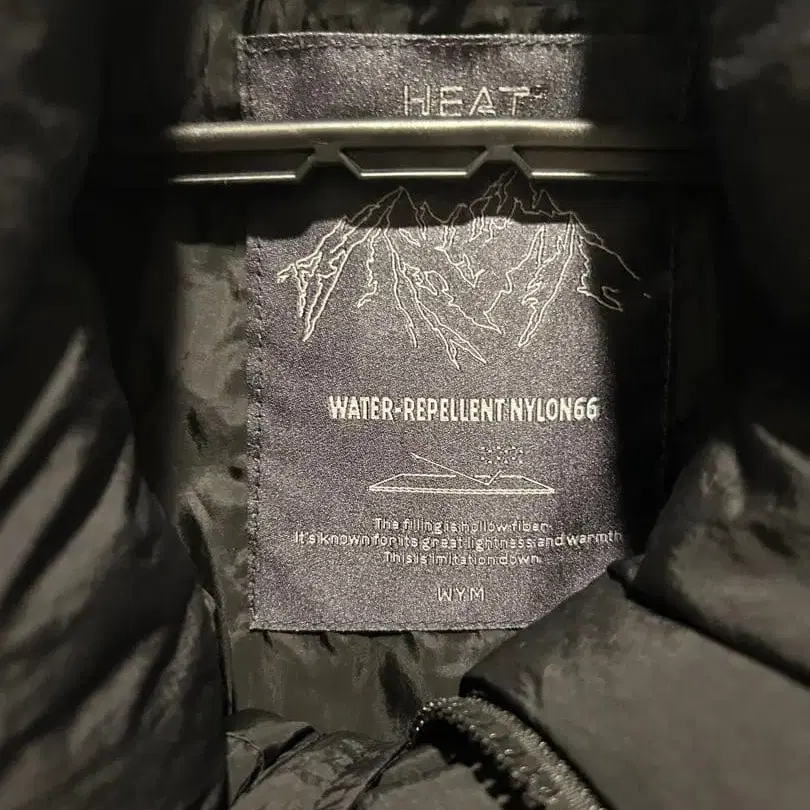 HEAT
WATER-REPELLENT NYLON66
The filling is hollow fiber
It's known for its great lightness and warmth
This is imitation down.
WYM